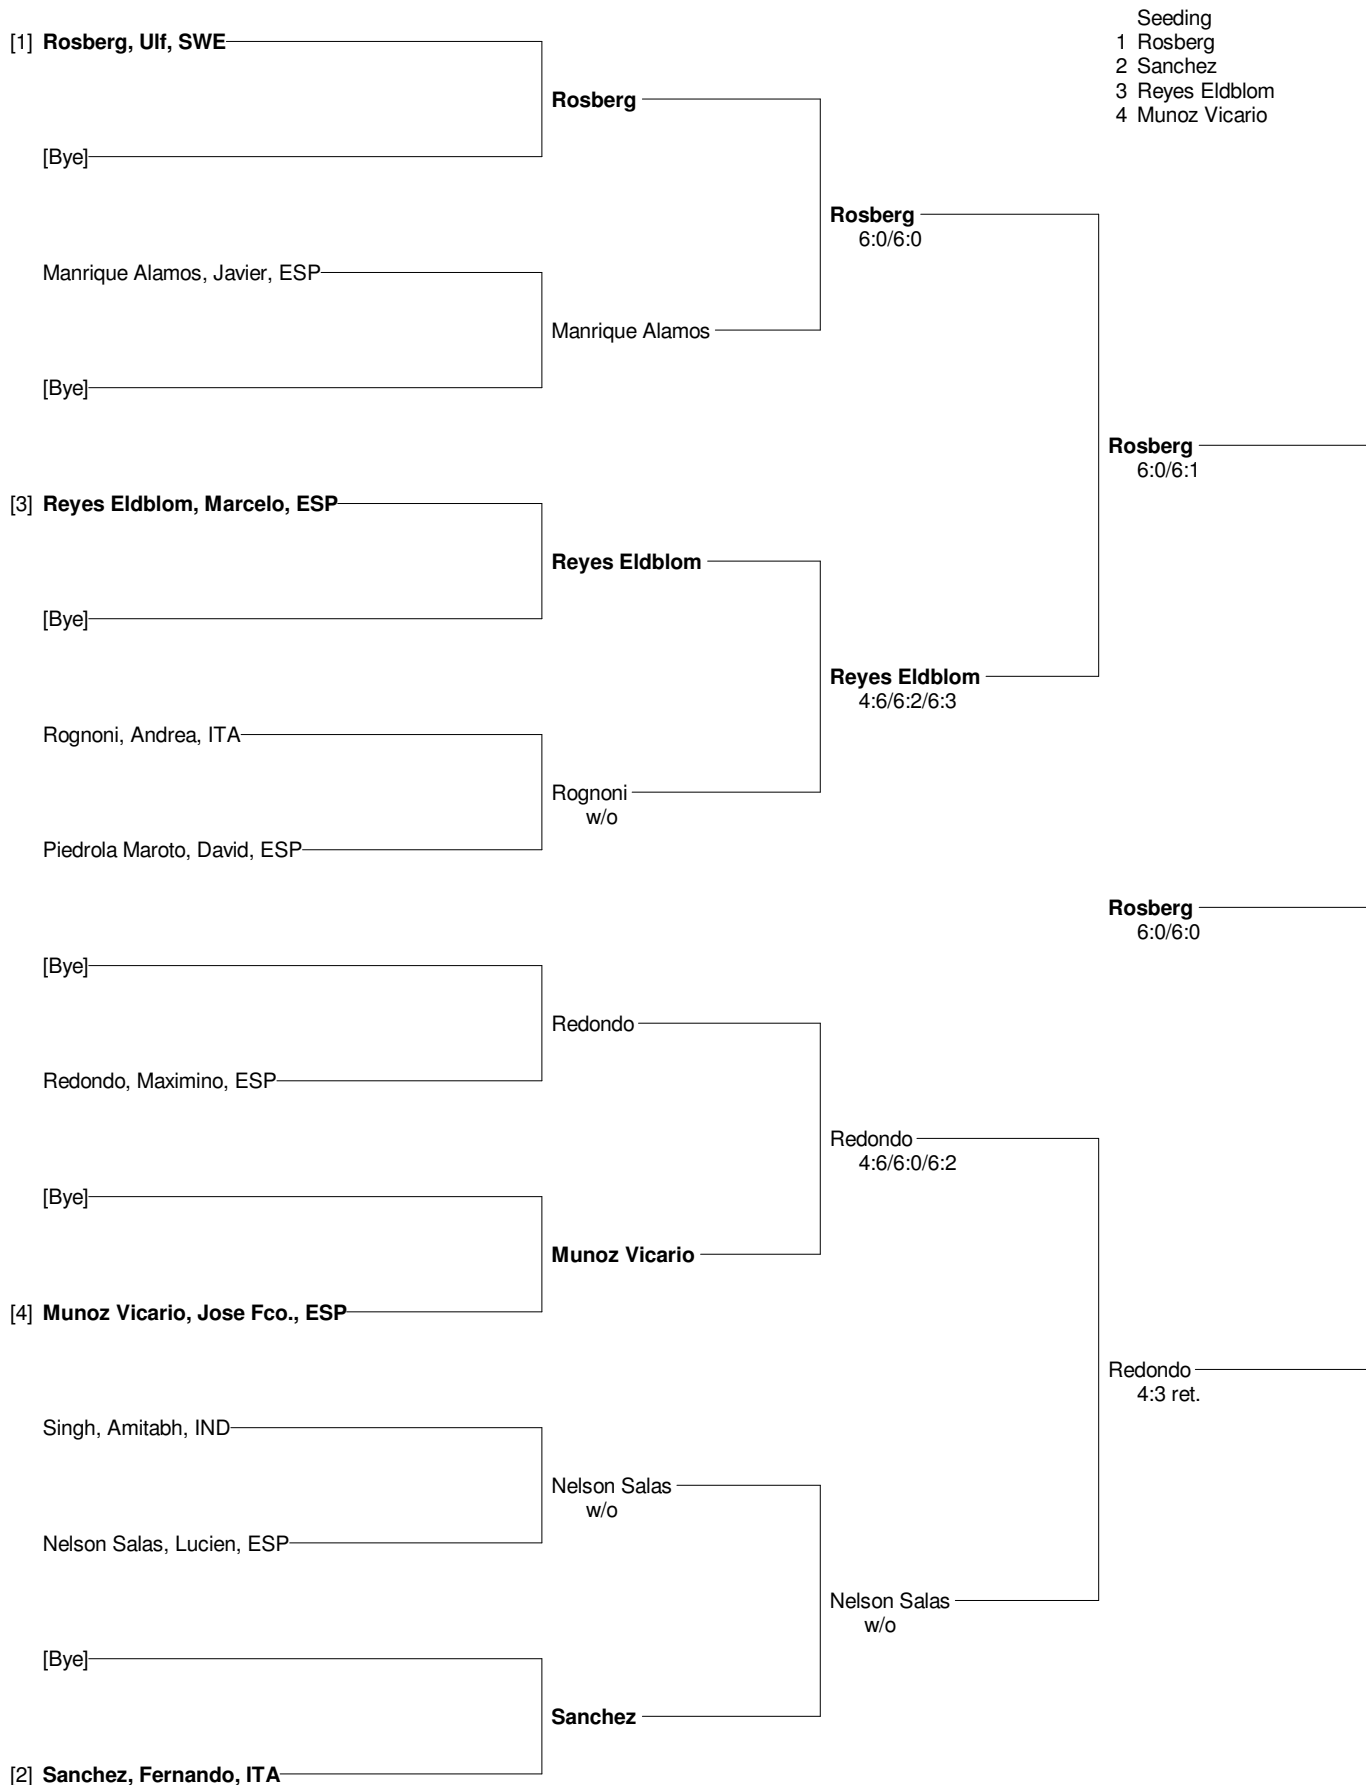 Seeding
1 Rosberg
2 Sanchez
3 Reyes Eldblom
4 Munoz Vicario
[1] Rosberg, Ulf, SWE
Rosberg
[Bye]
Rosberg
6:0/6:0
Manrique Alamos, Javier, ESP
Manrique Alamos
[Bye]
Rosberg
6:0/6:1
[3] Reyes Eldblom, Marcelo, ESP
Reyes Eldblom
[Bye]
Reyes Eldblom
4:6/6:2/6:3
Rognoni, Andrea, ITA
Rognoni
w/o
Piedrola Maroto, David, ESP
Rosberg
6:0/6:0
[Bye]
Redondo
Redondo, Maximino, ESP
Redondo
4:6/6:0/6:2
[Bye]
Munoz Vicario
[4] Munoz Vicario, Jose Fco., ESP
Redondo
4:3 ret.
Singh, Amitabh, IND
Nelson Salas
w/o
Nelson Salas, Lucien, ESP
Nelson Salas
w/o
[Bye]
Sanchez
[2] Sanchez, Fernando, ITA